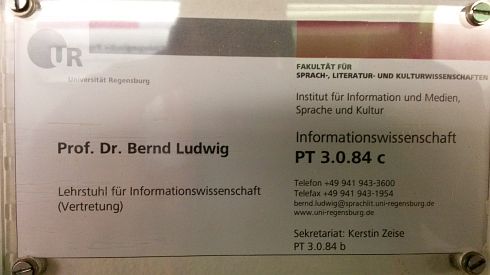 UR
Universität Regensburg
FAKULTÄT FÜR
SPRACH-, LITERATUR- UND KULTURWISSENSCHAFTEN
Institut für Information und Medien,
Sprache und Kultur
Prof. Dr. Bernd Ludwig
Lehrstuhl für Informationswissenschaft
(Vertretung)
Informationswissenschaft
PT 3.0.84 c
Telefon +49 941 943-3600
Telefax +49 941 943-1954
bernd.ludwig@sprachlit.uni-regensburg.de
www.uni-regensburg.de
Sekretariat: Kerstin Zeise
PT 3.0.84 b